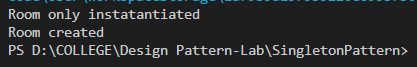 Room only instatantiated
Room created
PS D:\COLLEGE\Design Pattern-Lab\SingletonPattern>